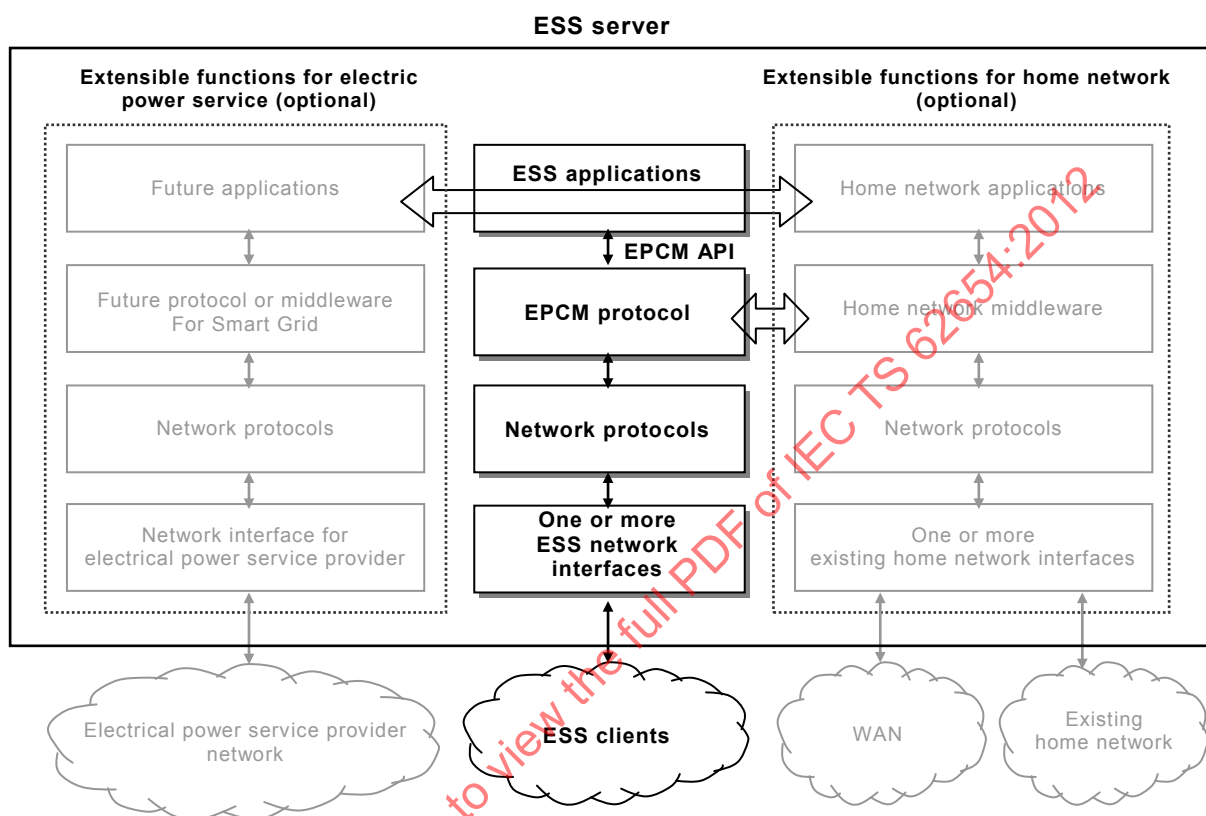 ESS server
Extensible functions for electric
power service (optional)
Extensible functions for home network
(optional)
Future applications
ESS applications
Home network applications
EPCM API
Future protocol or middleware
For Smart Grid
EPCM protocol
Home network middleware
Network protocols
Network protocols
Network protocols
Network interface for
electrical power service provider
One or more
ESS network
interfaces
One or more
existing home network interfaces
Electrical power service provider
network
ESS clients
WAN
Existing
home network
to view the full PDF of IEC TS 62654:2012